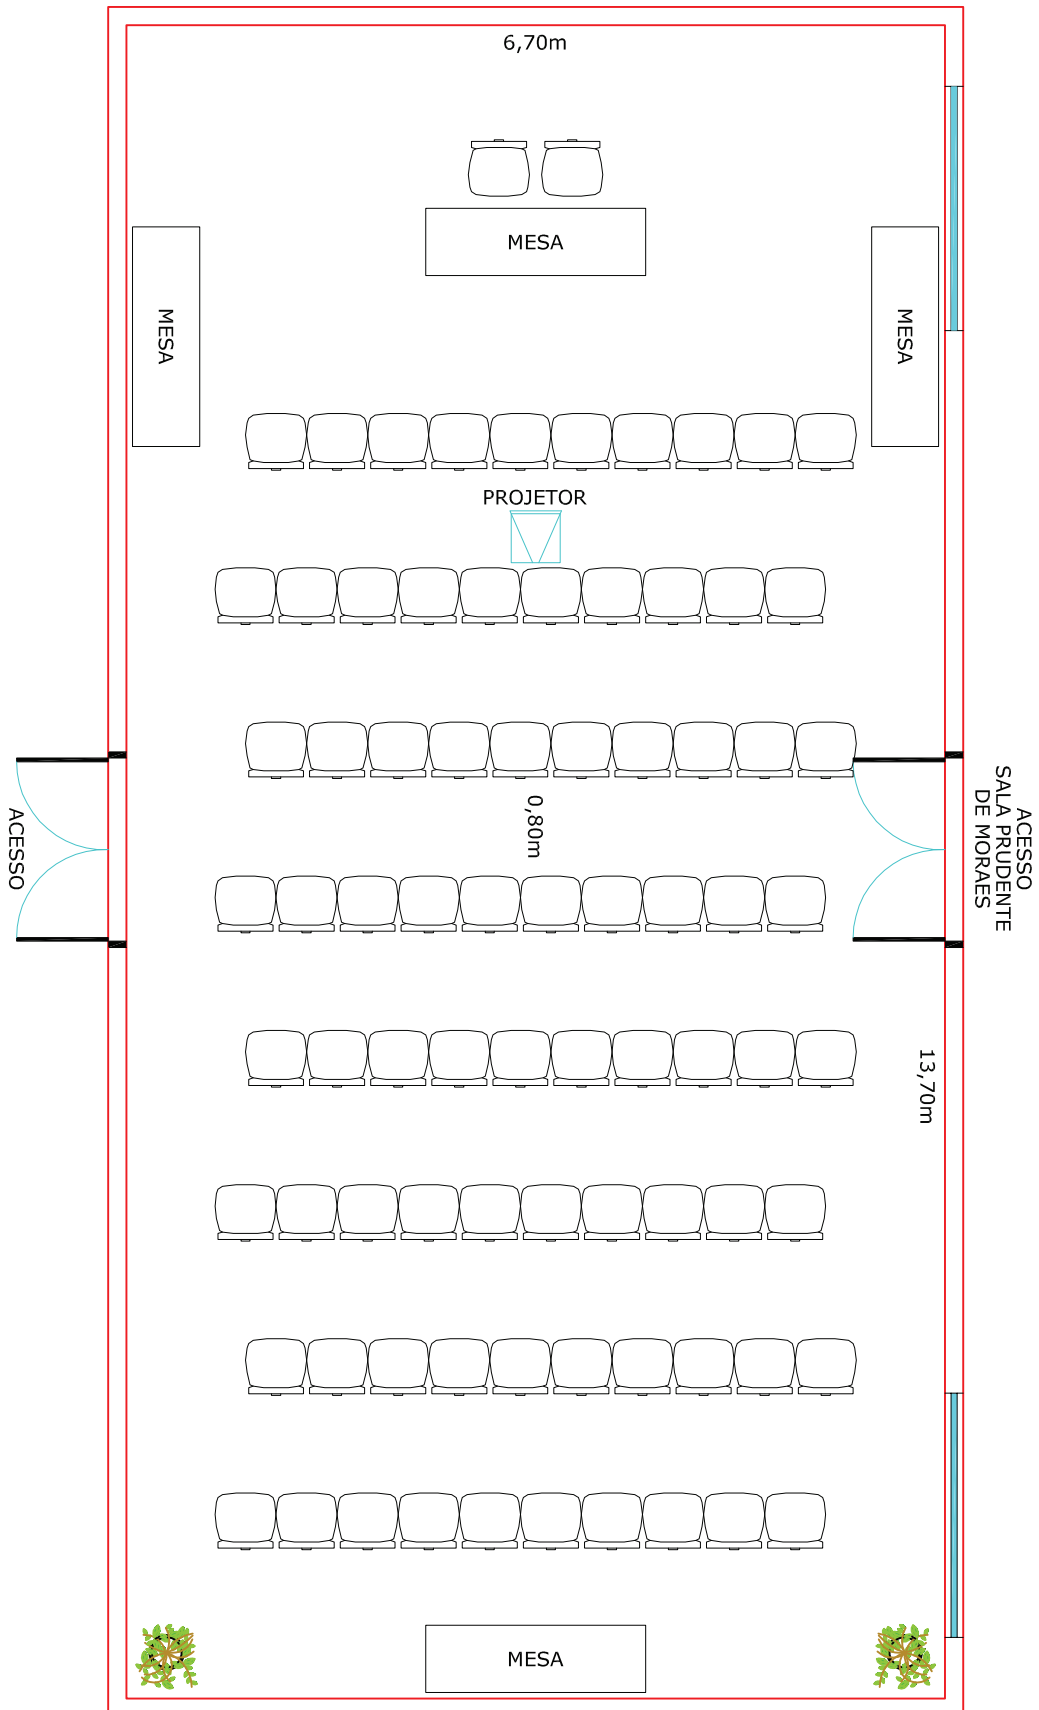 6,70m
MESA
MESA
MESA
PROJETOR
0,80m
ACESSO
ACESSO
SALA PRUDENTE
DE MORAES
13,70m
MESA